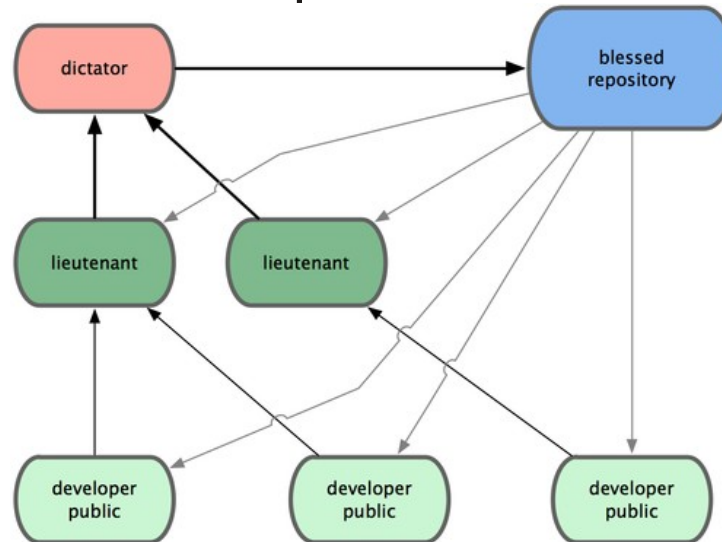 dictator
blessed
repository
lieutenant
lieutenant
developer
public
developer
public
developer
public